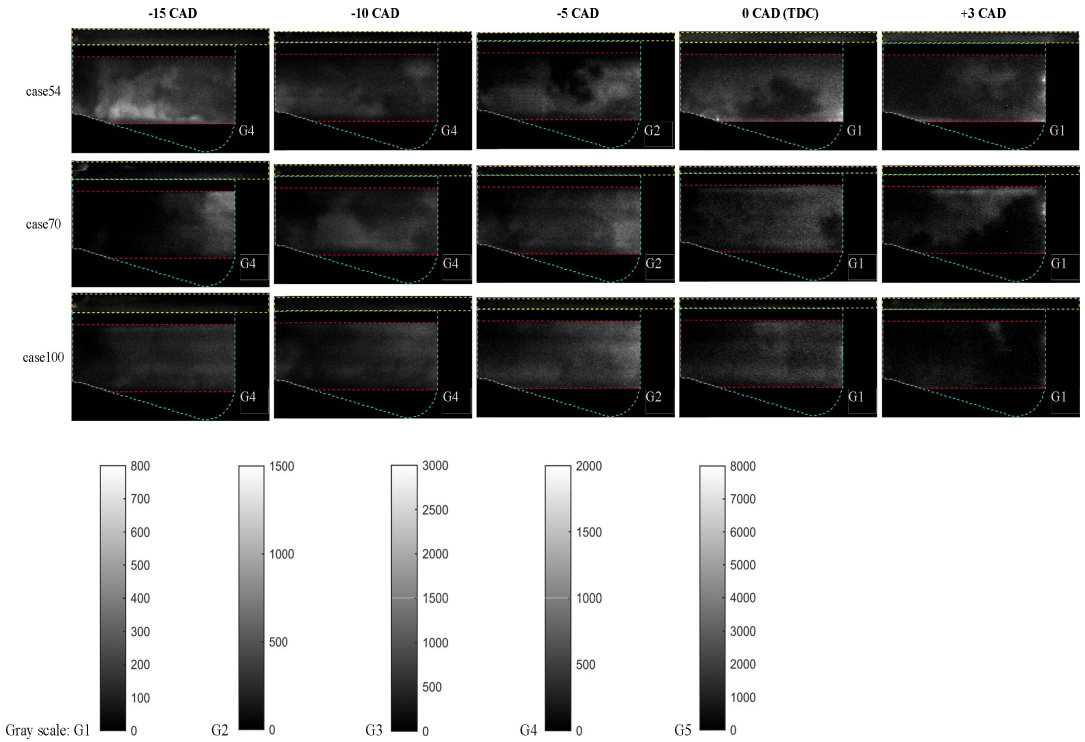 -15 CAD -10 CAD -5 CAD 0 CAD (TDC) +3 CAD
case54 G4 G4 G2 G1 G1
case70 G4 G4 G2 G1 G1
case100 G4 G4 G2 G1 G1
800 1500 3000 2000 8000
700 2500 7000
600 1000 2000 1500 6000
500 5000
400 1500 1000 4000
300 500 1000 3000
200 500 2000
100 500 1000
Gray scale: G1 0 G2 0 G3 0 G4 0 G5 0